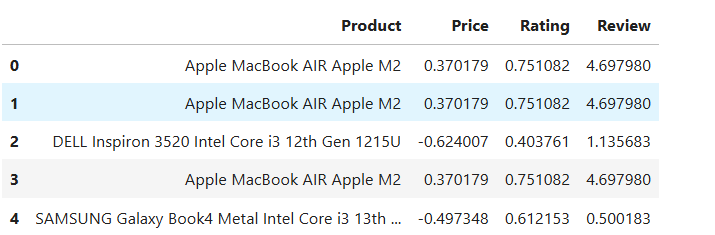 Product Price Rating Review
0 Apple MacBook AIR Apple M2 0.370179 0.751082 4.697980
1 Apple MacBook AIR Apple M2 0.370179 0.751082 4.697980
2 DELL Inspiron 3520 Intel Core i3 12th Gen 1215U -0.624007 0.403761 1.135683
3 Apple MacBook AIR Apple M2 0.370179 0.751082 4.697980
4 SAMSUNG Galaxy Book4 Metal Intel Core i3 13th ... -0.497348 0.612153 0.500183